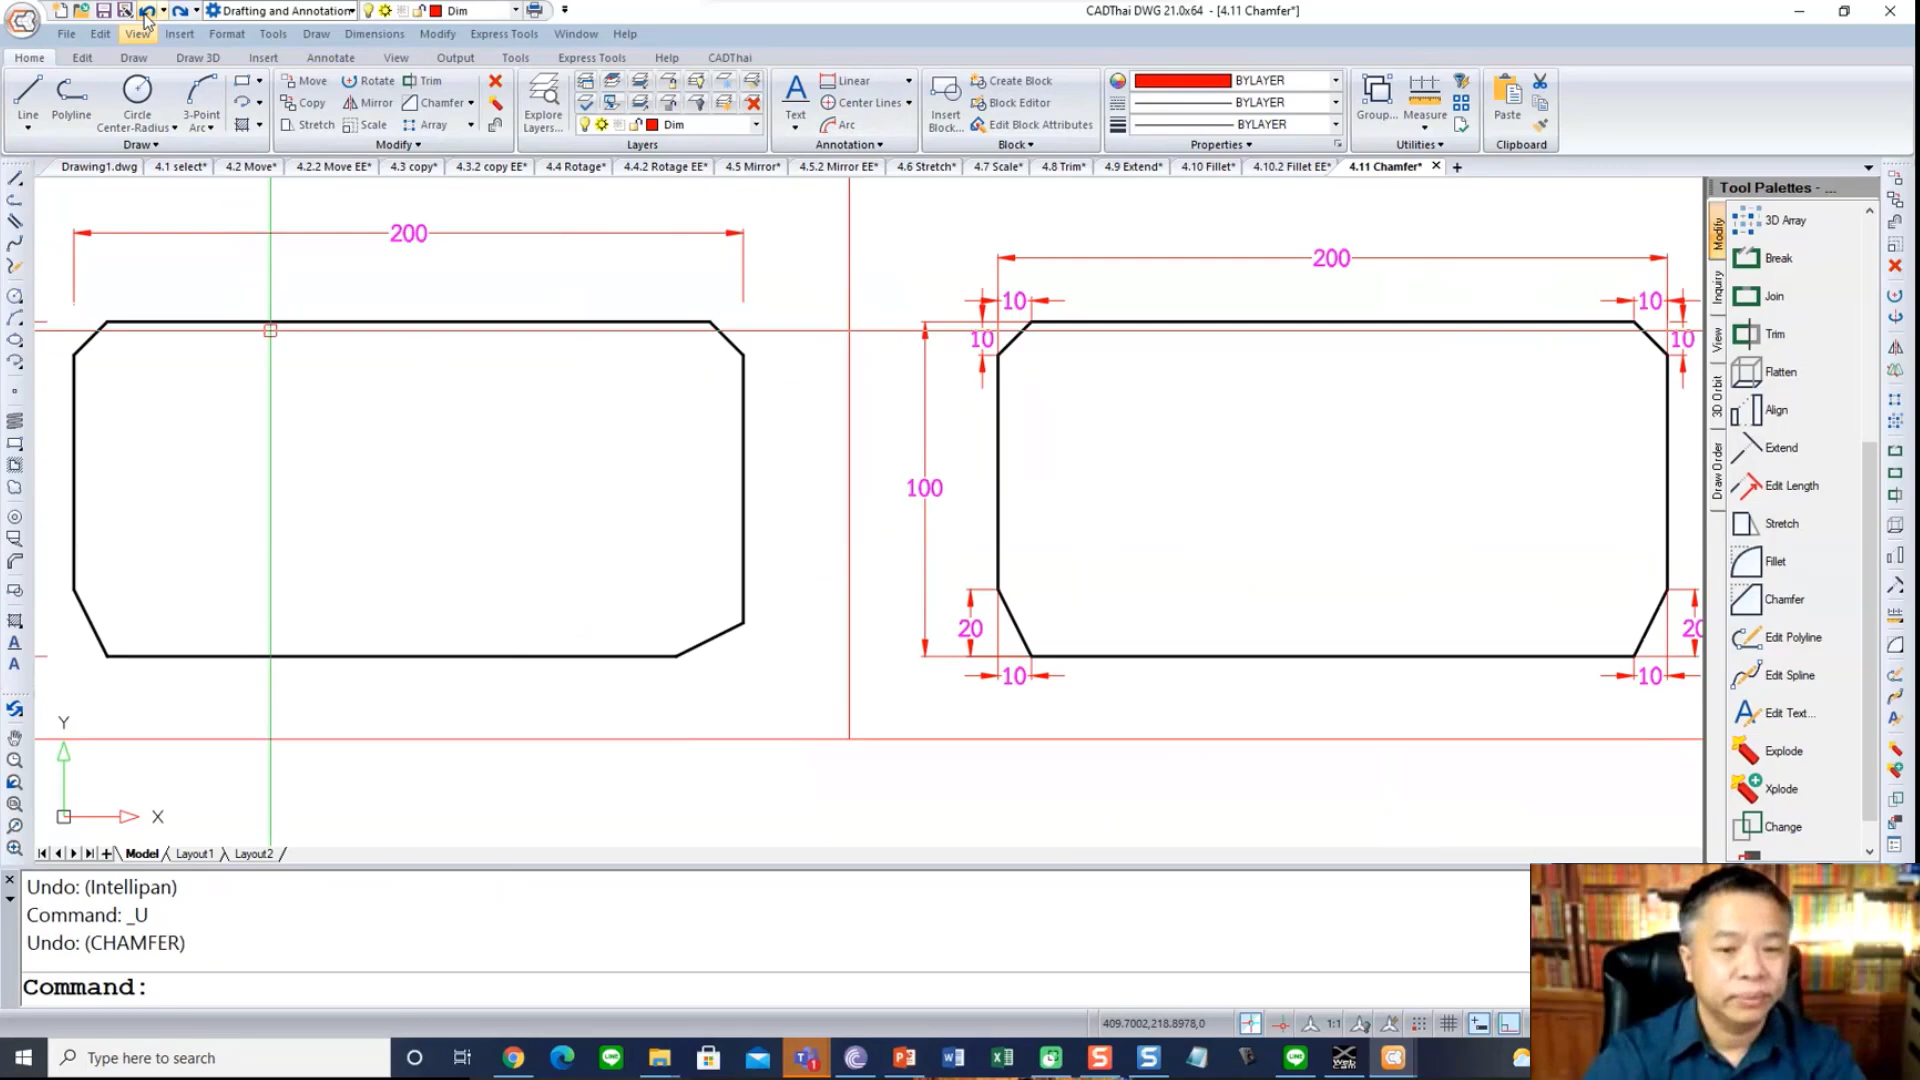 Drafting and Annotation
Dim
CADThai DWG 21.0x64 - [4.11 Chamfer*]
File Edit View Insert Format Tools Draw Dimensions Modify Express Tools Window Help
Home Edit Draw Draw 3D Insert Annotate View Output Tools Express Tools Help CADThai
Line
Polyline
Circle
Center-Radius
3-Point
Arc
Draw
Move Rotate Trim
Copy Mirror Chamfer
Stretch Scale Array
Modify
Explore
Layers...
Dim
Layers
Text
Linear
Center Lines
Arc
Annotation
Insert
Block...
Create Block
Block Editor
Edit Block Attributes
Block
BYLAYER
BYLAYER
BYLAYER
Properties
Group...
Measure
Utilities
Paste
Clipboard
Drawing1.dwg 4.1 select* 4.2 Move* 4.2.2 Move EE* 4.3 copy* 4.3.2 copy EE* 4.4 Rotage* 4.4.2 Rotage EE* 4.5 Mirror* 4.5.2 Mirror EE* 4.6 Stretch* 4.7 Scale* 4.8 Trim* 4.9 Extend* 4.10 Fillet* 4.10.2 Fillet EE* 4.11 Chamfer*
Tool Palettes - ...
Modify
Inquiry
View
3D Orbit
Draw Order
3D Array
Break
Join
Trim
Flatten
Align
Extend
Edit Length
Stretch
Fillet
Chamfer
Edit Polyline
Edit Spline
Edit Text...
Explode
Xplode
Change
200
200
10
10
10
10
100
20
20
10
10
Y
X
Model Layout1 Layout2
Undo: (Intellipan)
Command: _U
Undo: (CHAMFER)
Command:
409.7002,218.8978,0
1:1
Type here to search